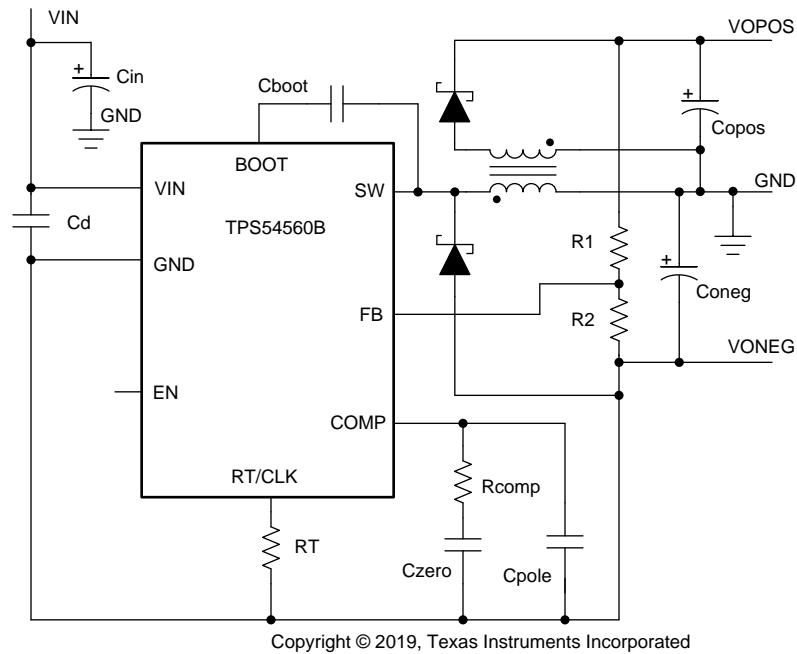 VIN
VOPOS
Cin
+
Cboot
GND
+
Copos
BOOT
VIN
SW
GND
Cd
TPS54560B
GND
R1
+
Coneg
FB
R2
VONEG
EN
COMP
RT/CLK
Rcomp
RT
Czero
Cpole
Copyright © 2019, Texas Instruments Incorporated